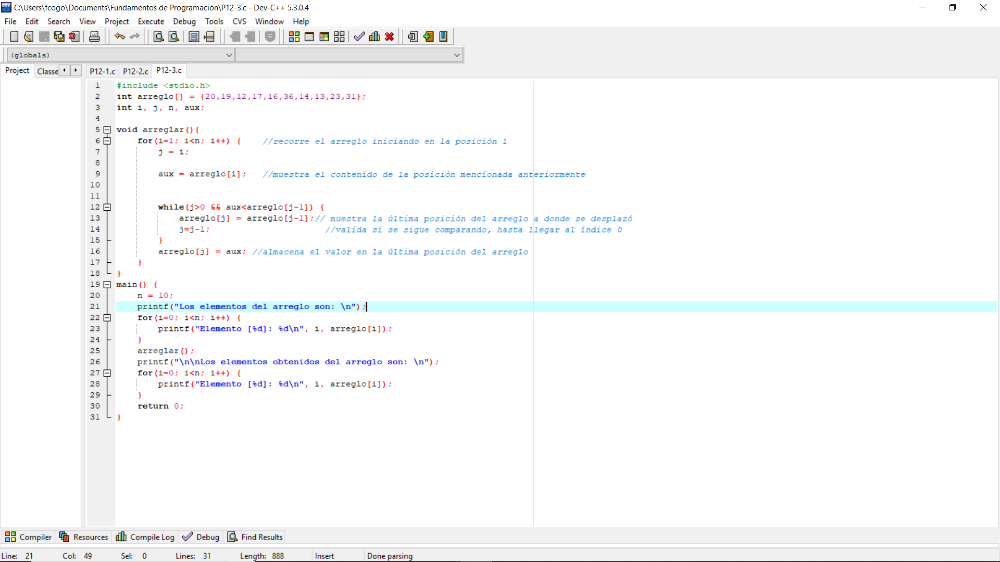 C:\Users\fcogo\Documents\Fundamentos de Programación\P12-3.c - Dev-C++ 5.3.0.4
File Edit Search View Project Execute Debug Tools CVS Window Help
(globals)
Project Classe P12-1.c P12-2.c P12-3.c
1 #include <stdio.h>
2 int arreglo[] = {20,19,12,17,16,36,14,13,23,31};
3 int i, j, n, aux;
4
5 void arreglar(){
6 for(i=1; i<n; i++) { //recorre el arreglo iniciando en la posición 1
7 j = i;
8
9 aux = arreglo[i]; //muestra el contenido de la posición mencionada anteriormente
10
11
12 while(j>0 && aux<arreglo[j-1]) {
13 arreglo[j] = arreglo[j-1];// muestra la última posición del arreglo a donde se desplazó
14 j=j-1; //valida si se sigue comparando, hasta llegar al índice 0
15 }
16 arreglo[j] = aux; //almacena el valor en la última posición del arreglo
17 }
18 }
19 main() {
20 n = 10;
21 printf("Los elementos del arreglo son: \n");
22 for(i=0; i<n; i++) {
23 printf("Elemento [%d]: %d\n", i, arreglo[i]);
24 }
25 arreglar();
26 printf("\n\nLos elementos obtenidos del arreglo son: \n");
27 for(i=0; i<n; i++) {
28 printf("Elemento [%d]: %d\n", i, arreglo[i]);
29 }
30 return 0;
31 }
Compiler Resources Compile Log Debug Find Results
Line: 21 Col: 49 Sel: 0 Lines: 31 Length: 888 Insert Done parsing